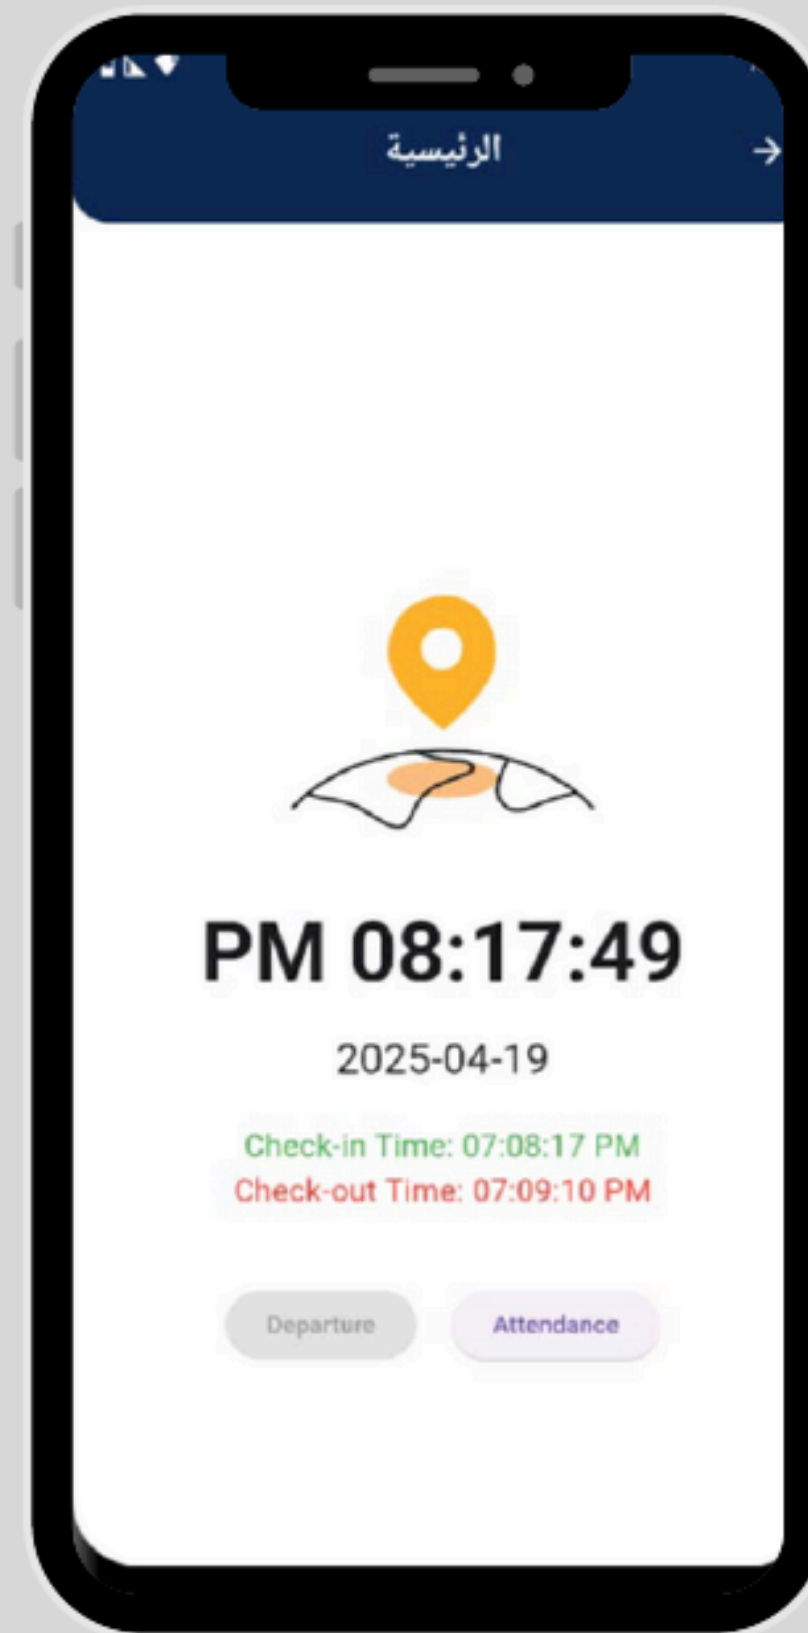 الرئيسية
PM 08:17:49
2025-04-19
Check-in Time: 07:08:17 PM
Check-out Time: 07:09:10 PM
Departure Attendance